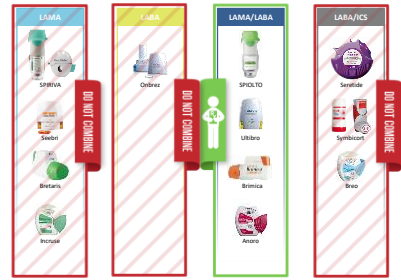 LAMA
SPIRIVA
Seebri
Bretaris
Incruse
DO NOT COMBINE
LABA
Onbrez
DO NOT COMBINE
LAMA/LABA
SPIOLTO
Ultibro
Brimica
Anoro
LABA/ICS
Seretide
Symbicort
Breo
DO NOT COMBINE